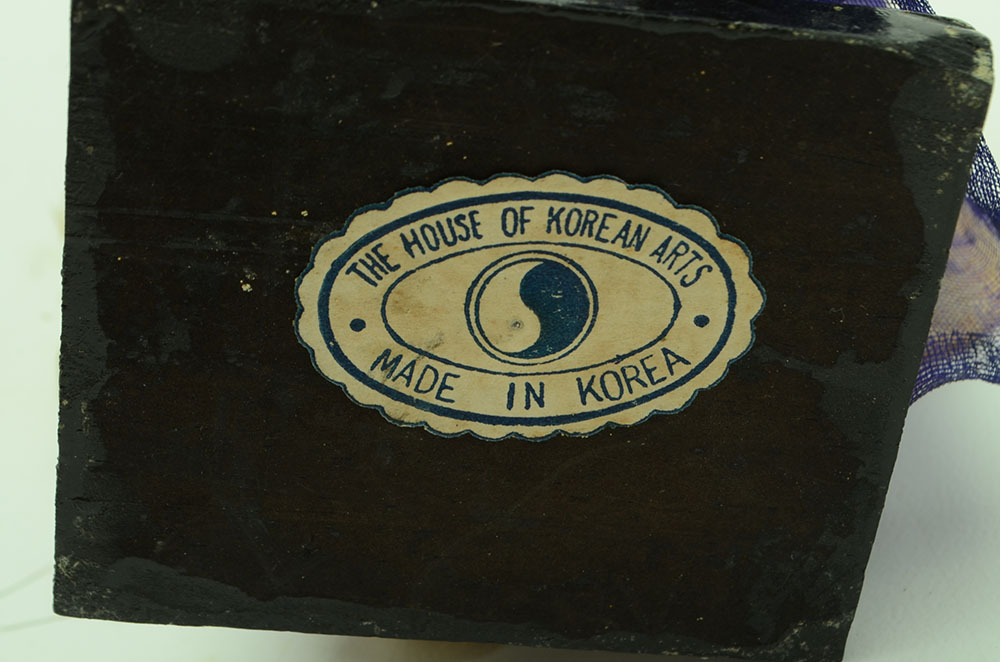 THE HOUSE OF KOREAN ARTS
MADE IN KOREA